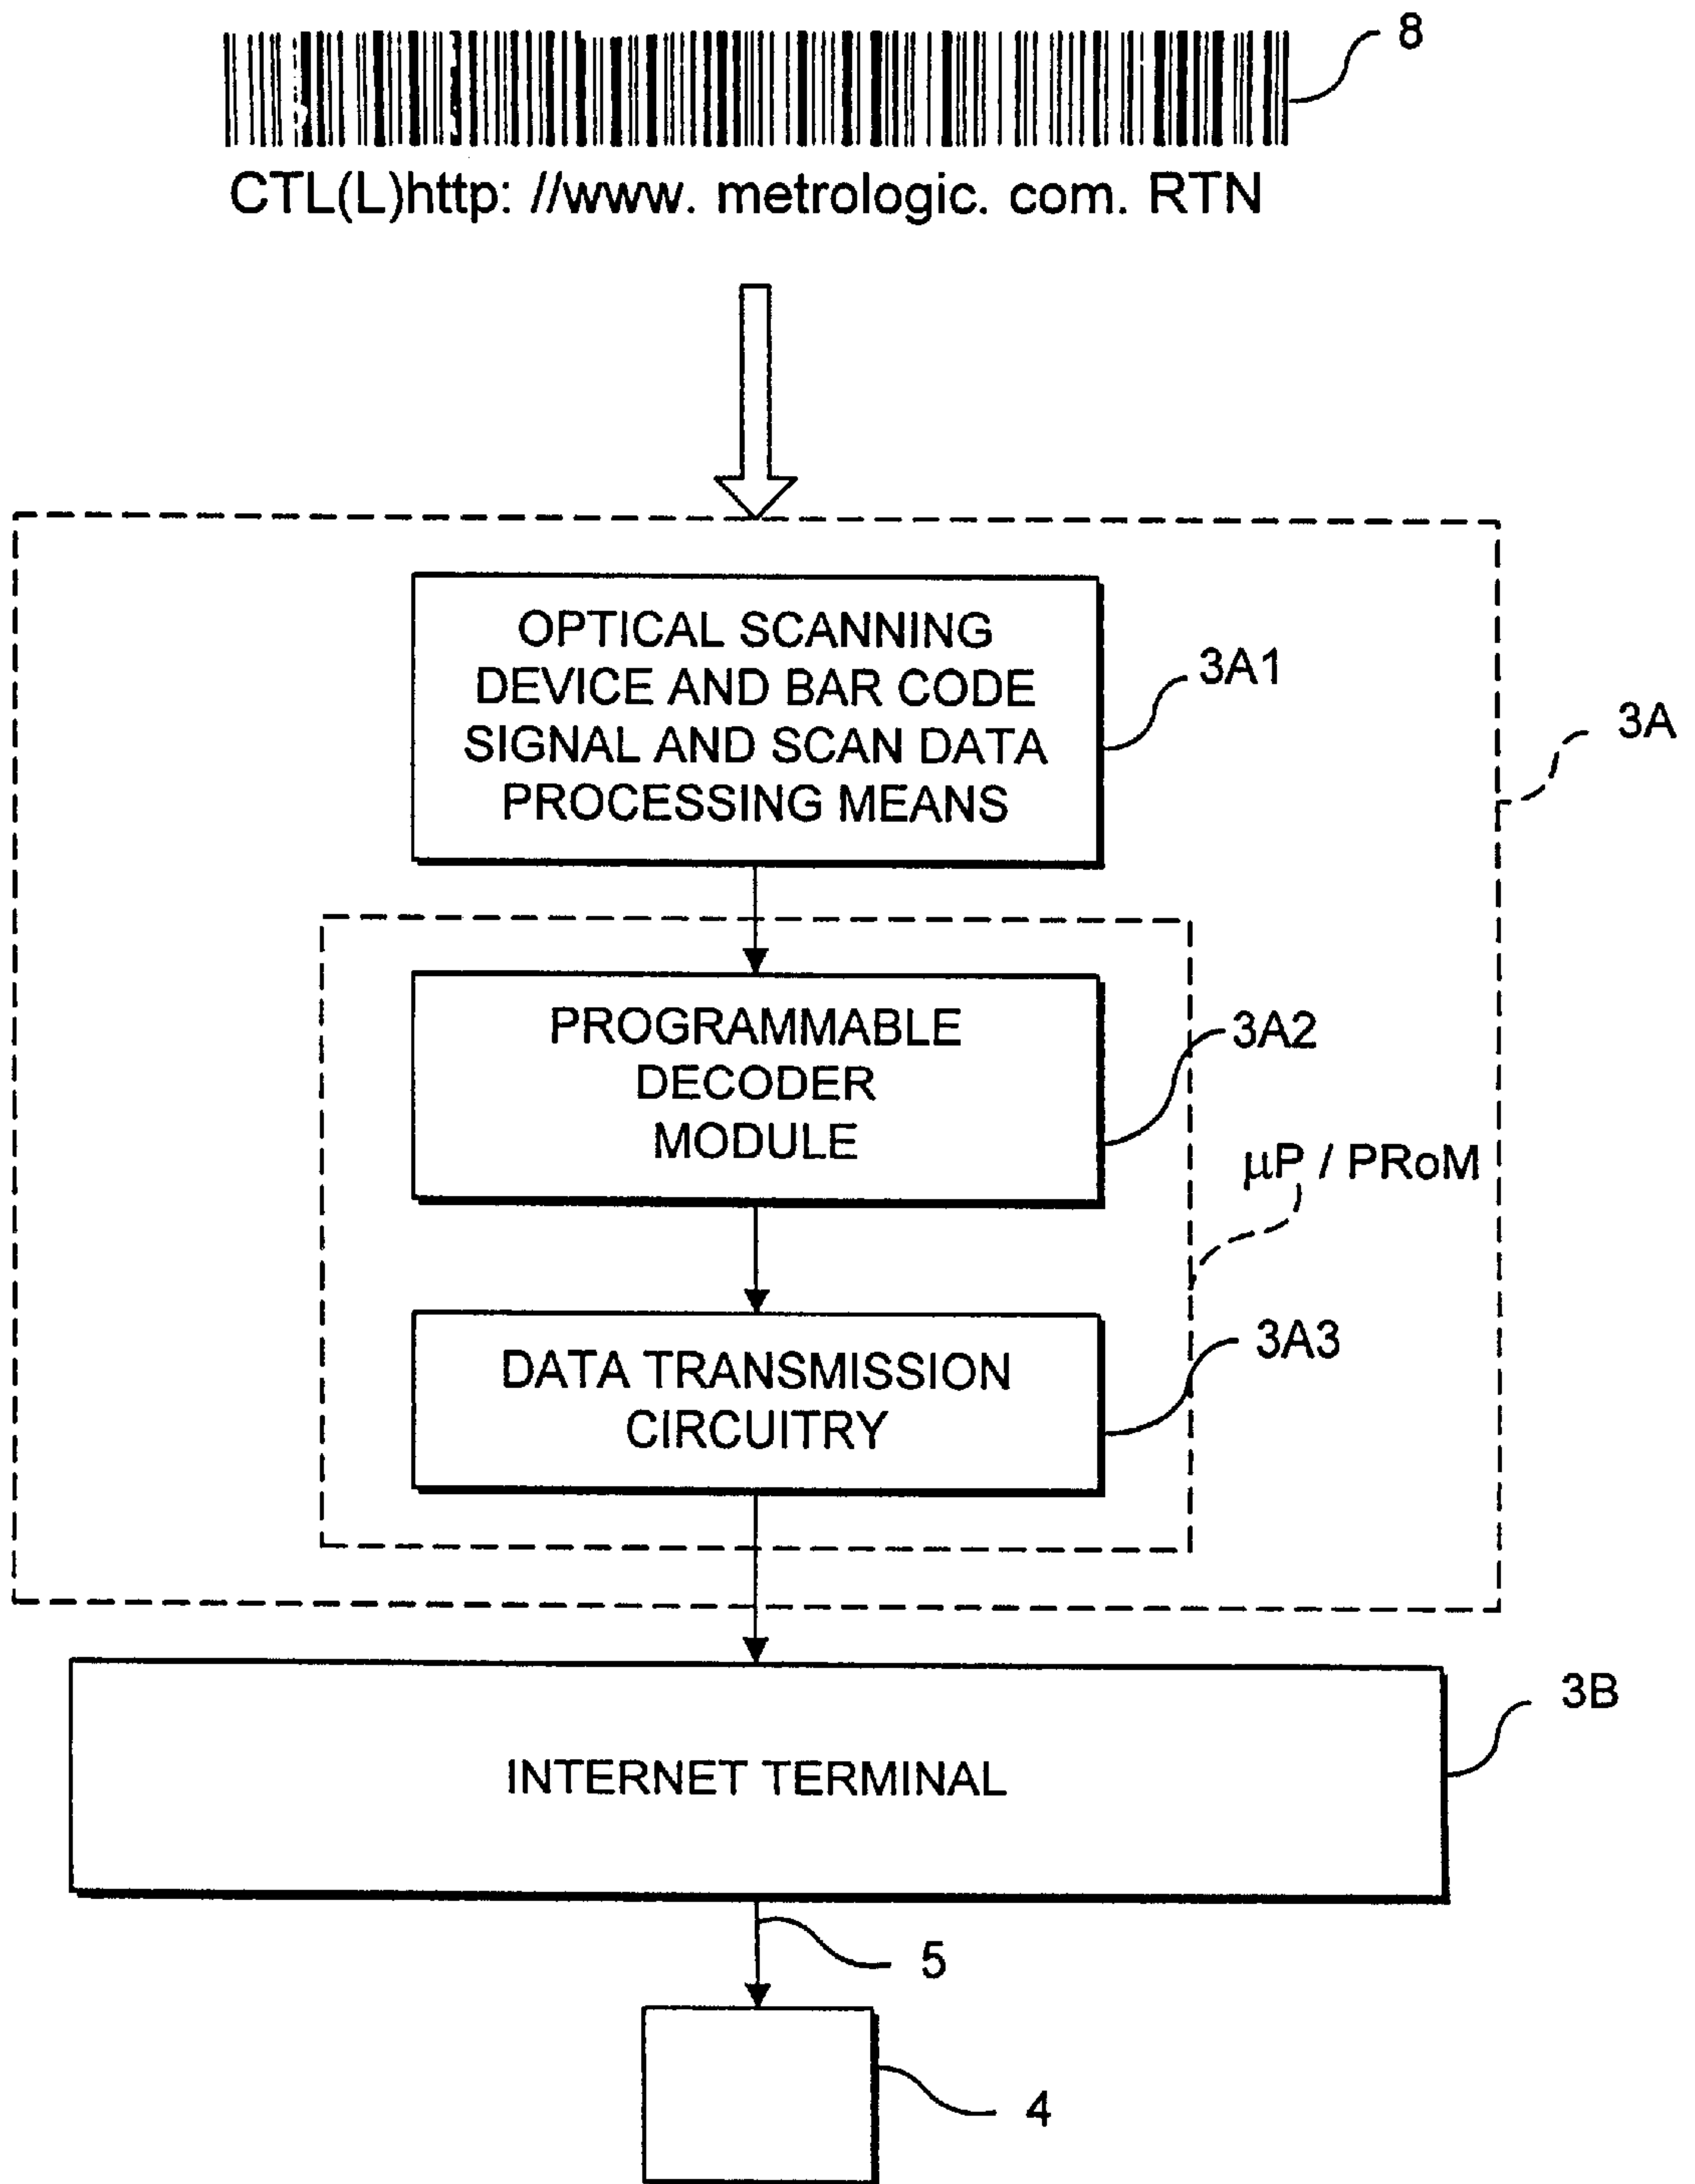 8
CTL(L)http: //www. metrologic. com. RTN
OPTICAL SCANNING
DEVICE AND BAR CODE
SIGNAL AND SCAN DATA
PROCESSING MEANS
3A1
3A
PROGRAMMABLE
DECODER
MODULE
3A2
µP / PRoM
DATA TRANSMISSION
CIRCUITRY
3A3
INTERNET TERMINAL
3B
5
4